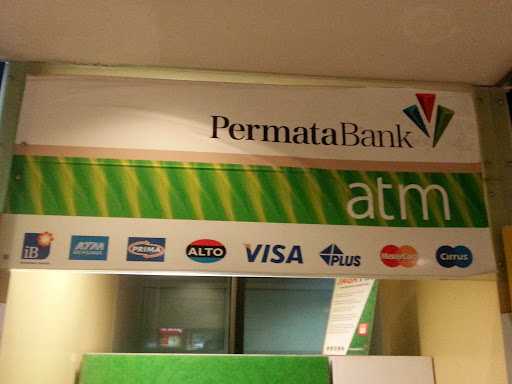 PermataBank
atm
iB
ATM
BERSAMA
PRIMA
ALTO
VISA
PLUS
MasterCard
Cirrus